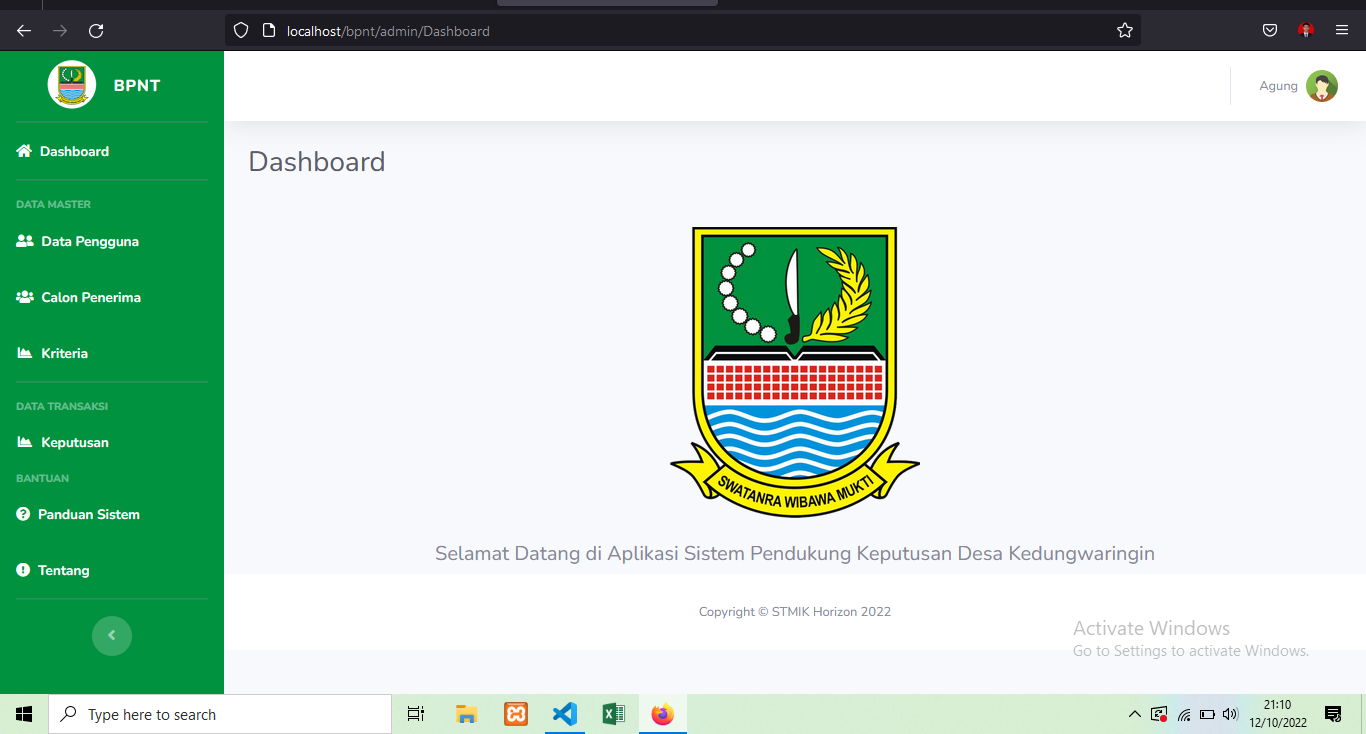 localhost/bpnt/admin/Dashboard
BPNT
Agung
Dashboard
Dashboard
DATA MASTER
Data Pengguna
Calon Penerima
Kriteria
DATA TRANSAKSI
Keputusan
BANTUAN
Panduan Sistem
Tentang
SWATANRA WIBAWA MUKTI
Selamat Datang di Aplikasi Sistem Pendukung Keputusan Desa Kedungwaringin
Copyright © STMIK Horizon 2022
Activate Windows
Go to Settings to activate Windows.
Type here to search
21:10
12/10/2022